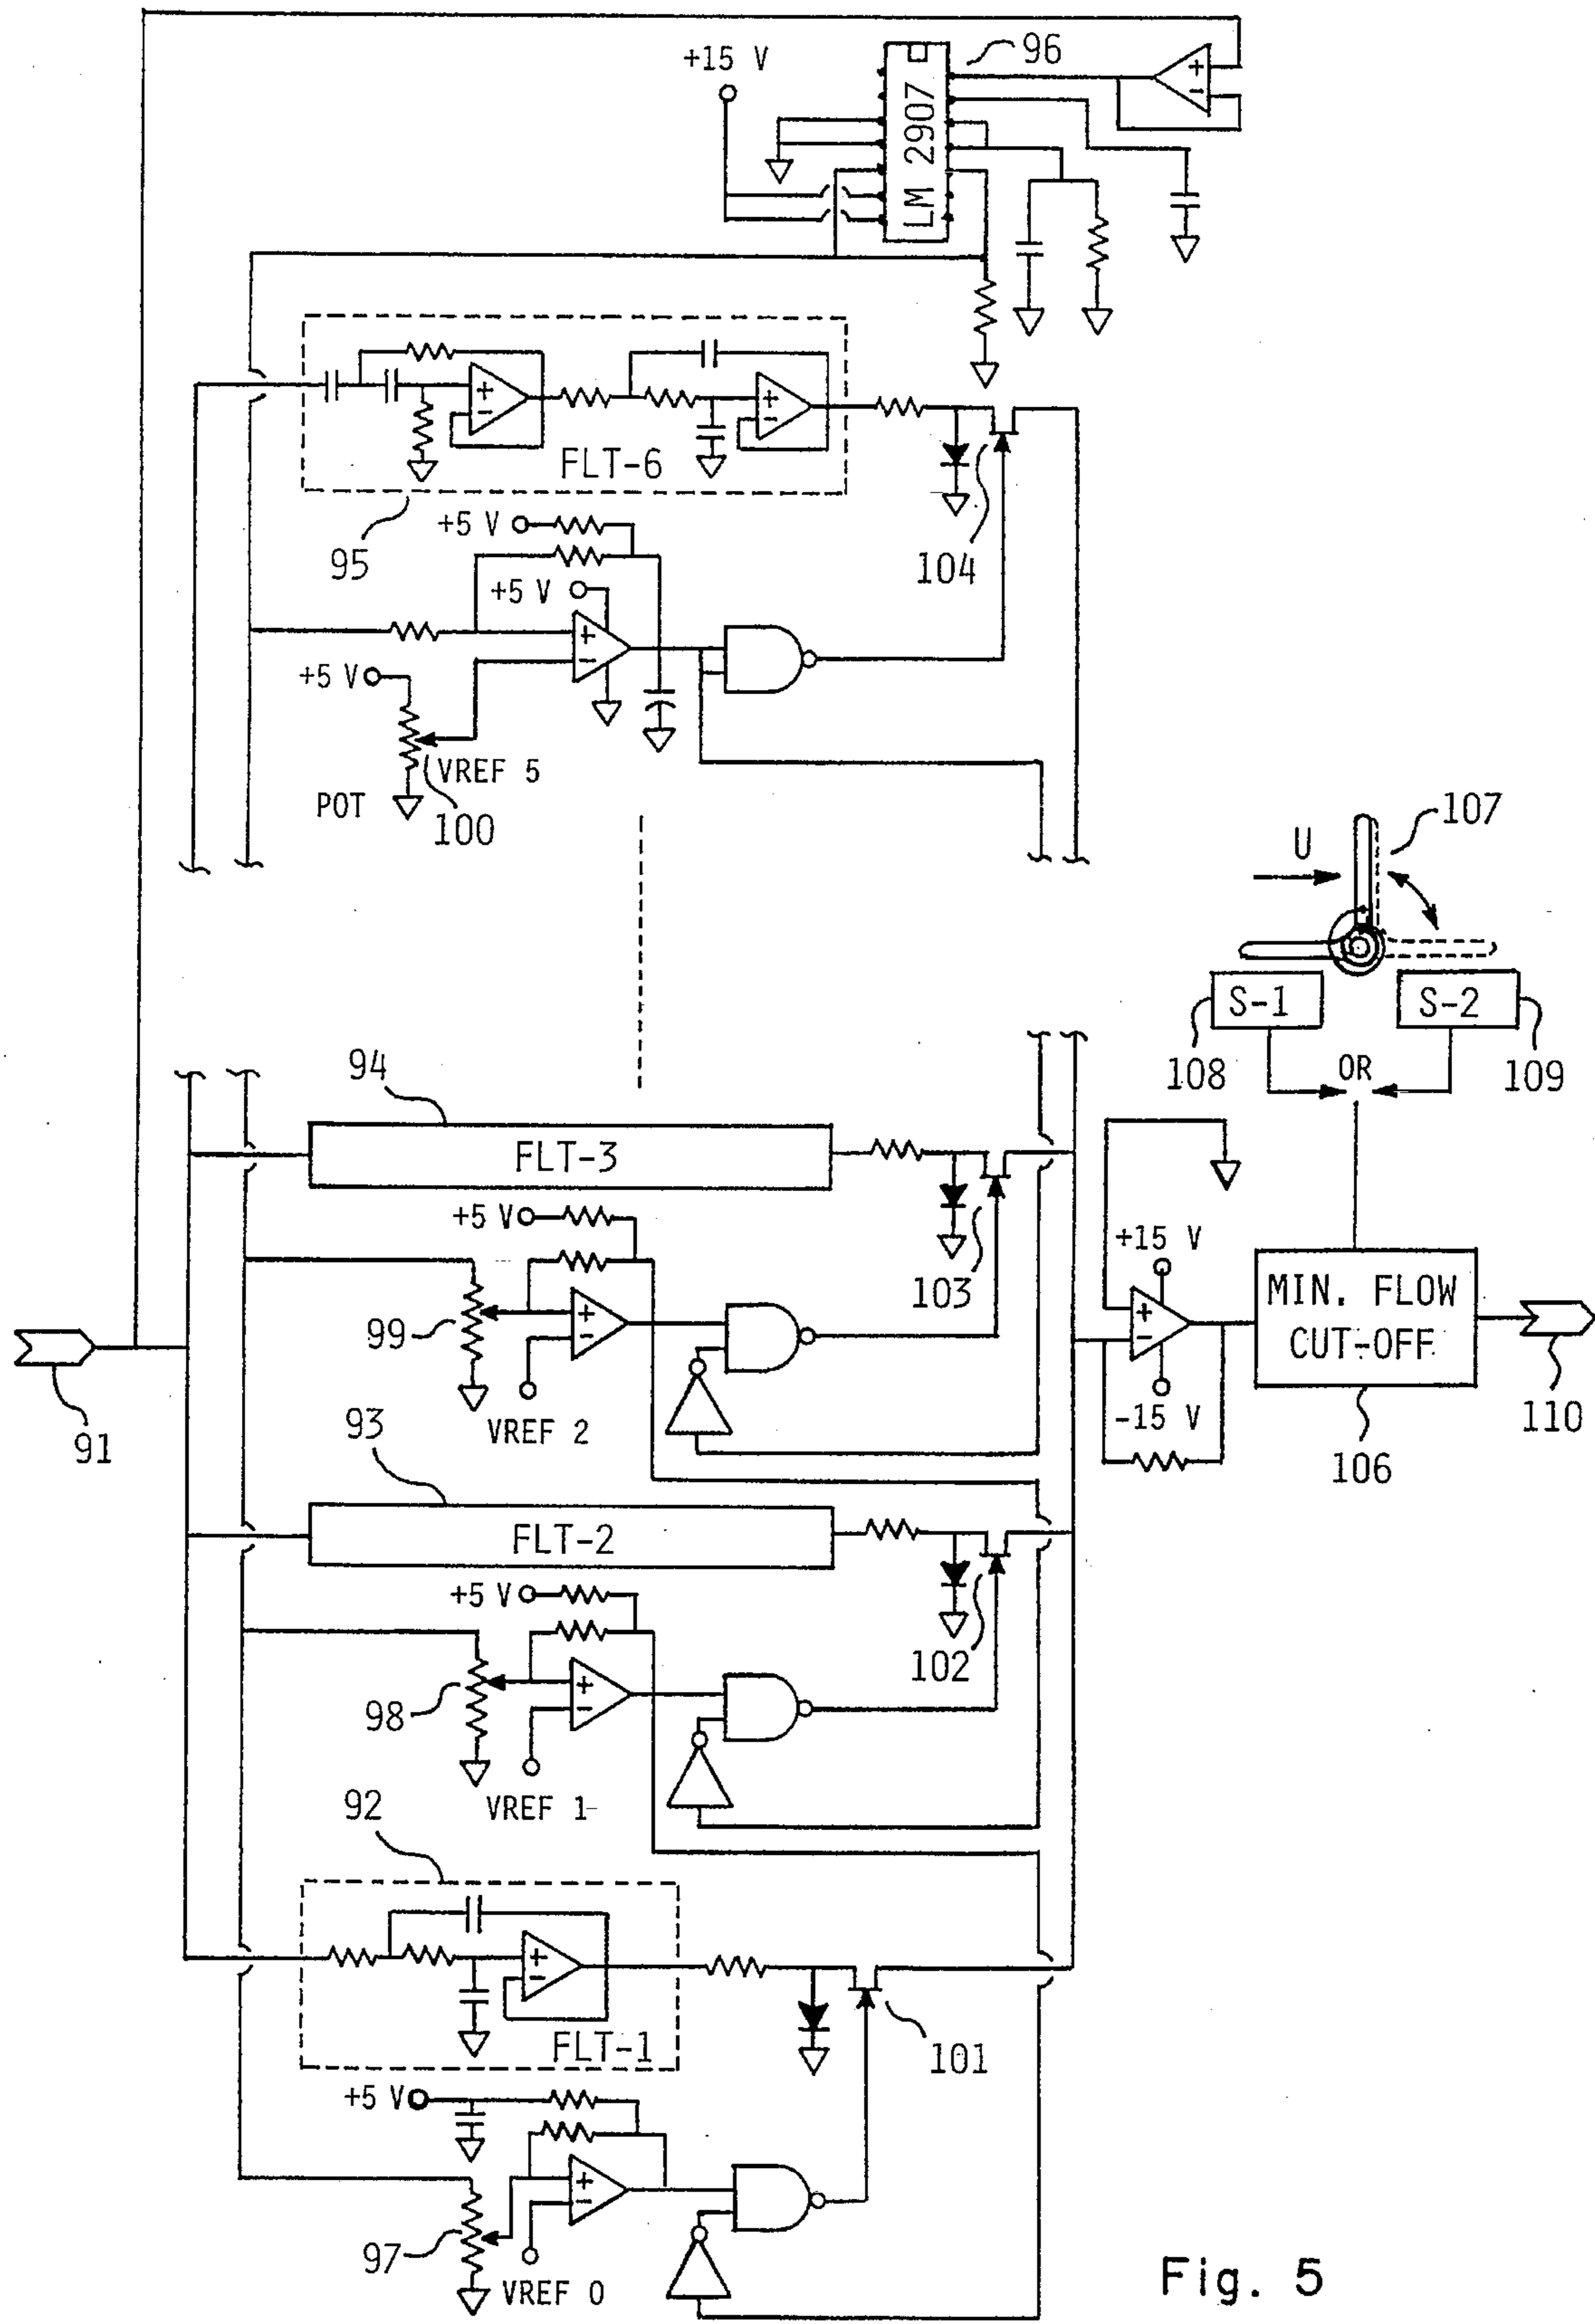 +15 V
96
LM 2907
+
-
+
-
+
-
FLT-6
95
+5 V
104
+5 V
+
-
+5 V
VREF 5
POT
100
107
U
S-1
S-2
108
OR
109
94
FLT-3
+5 V
103
+15 V
99
+
-
+
-
MIN. FLOW
CUT-OFF
VREF 2
-15 V
91
93
106
110
FLT-2
+5 V
102
98
+
-
VREF 1
92
+
-
FLT-1
101
+5 V
+
-
97
VREF 0
Fig. 5